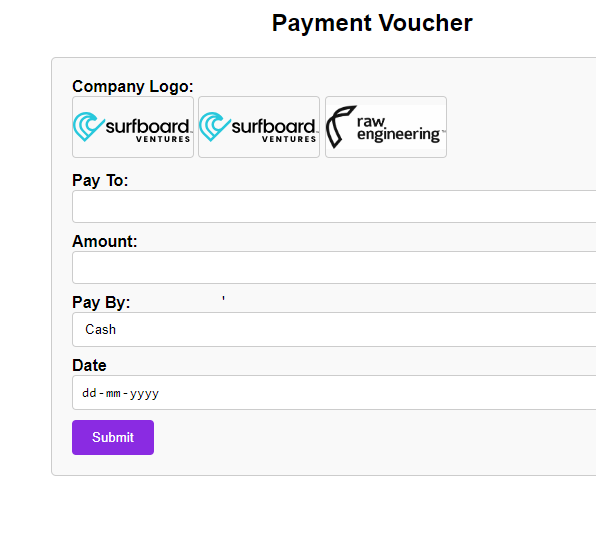 Payment Voucher
Company Logo:
surfboard VENTURES surfboard VENTURES raw engineering
Pay To:
Amount:
Pay By: '
Cash
Date
dd-mm-yyyy
Submit